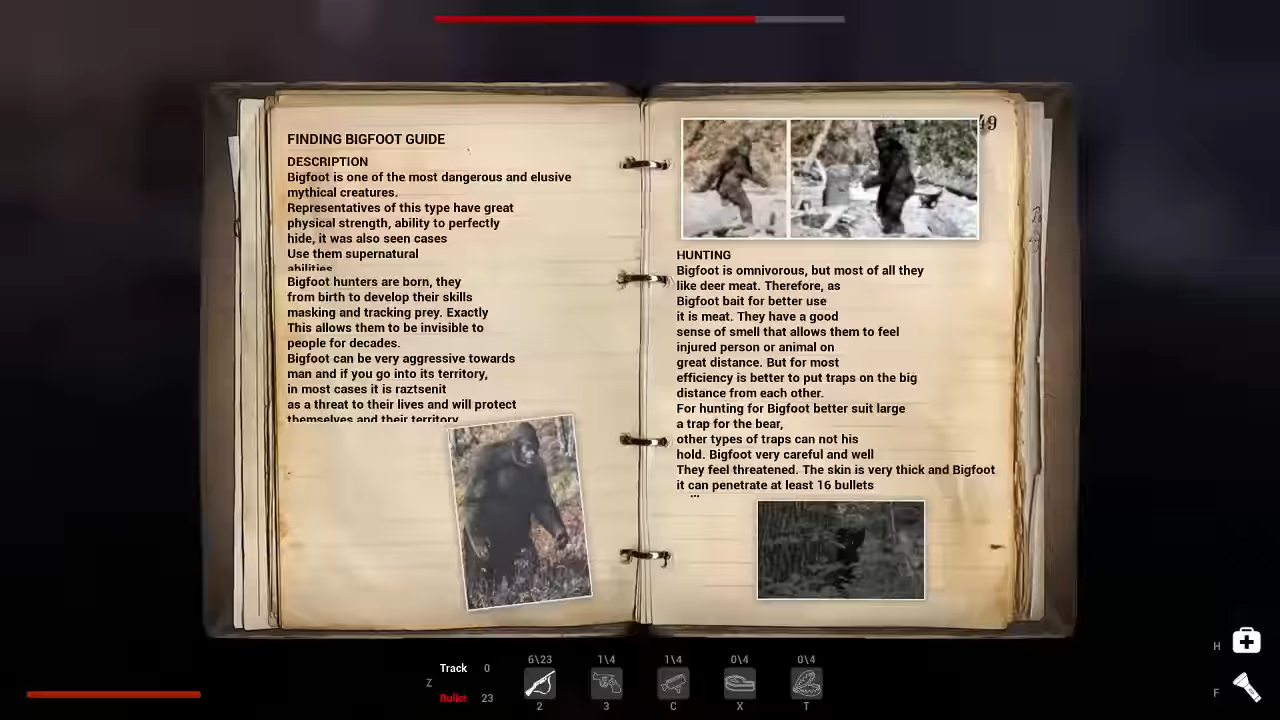 FINDING BIGFOOT GUIDE
DESCRIPTION
Bigfoot is one of the most dangerous and elusive
mythical creatures.
Representatives of this type have great
physical strength, ability to perfectly
hide, it was also seen cases
Use them supernatural
abilities
Bigfoot hunters are born, they
from birth to develop their skills
masking and tracking prey. Exactly
This allows them to be invisible to
people for decades.
Bigfoot can be very aggressive towards
man and if you go into its territory,
in most cases it is raztsenit
as a threat to their lives and will protect
themselves and their territory
49
HUNTING
Bigfoot is omnivorous, but most of all they
like deer meat. Therefore, as
Bigfoot bait for better use
it is meat. They have a good
sense of smell that allows them to feel
injured person or animal on
great distance. But for most
efficiency is better to put traps on the big
distance from each other.
For hunting for Bigfoot better suit large
a trap for the bear,
other types of traps can not his
hold. Bigfoot very careful and well
They feel threatened. The skin is very thick and Bigfoot
it can penetrate at least 16 bullets
Track 0
Z
Bullet 23
6\23 1\4 1\4 0\4 0\4
2 3 C X T
H
F